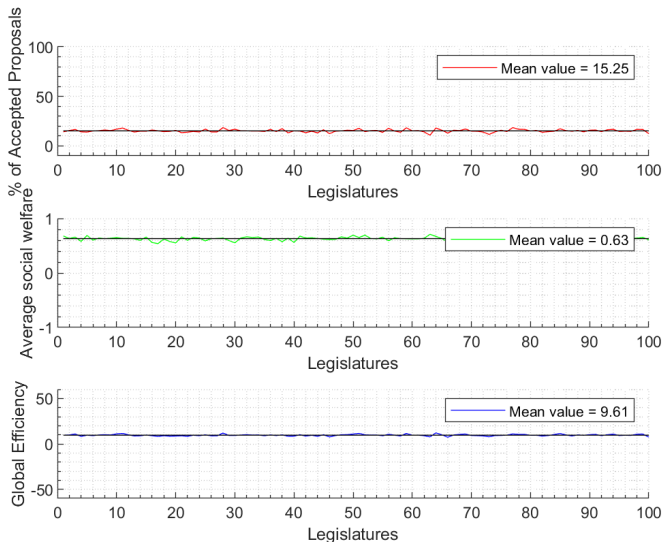 % of Accepted Proposals
100
50
0
Mean value = 15.25
0 10 20 30 40 50 60 70 80 90 100
Legislatures
Average social welfare
1
0
-1
Mean value = 0.63
0 10 20 30 40 50 60 70 80 90 100
Legislatures
Global Efficiency
50
0
-50
Mean value = 9.61
0 10 20 30 40 50 60 70 80 90 100
Legislatures